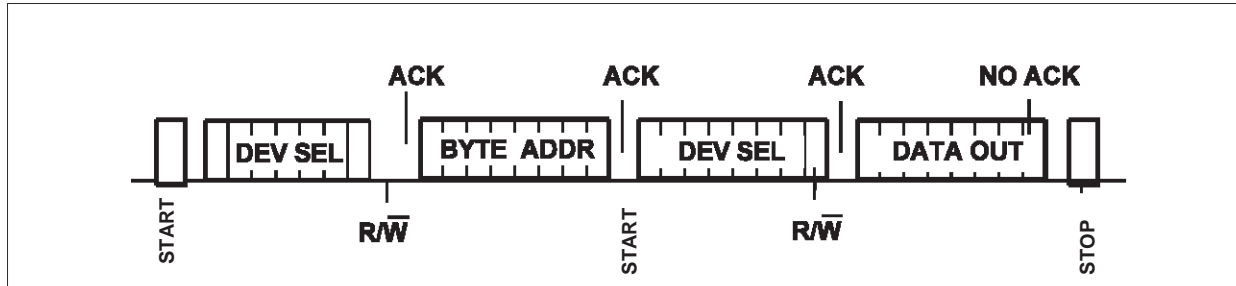 ACK ACK ACK NO ACK
DEV SEL BYTE ADDR DEV SEL DATA OUT
START R/W̅ START R/W̅ STOP